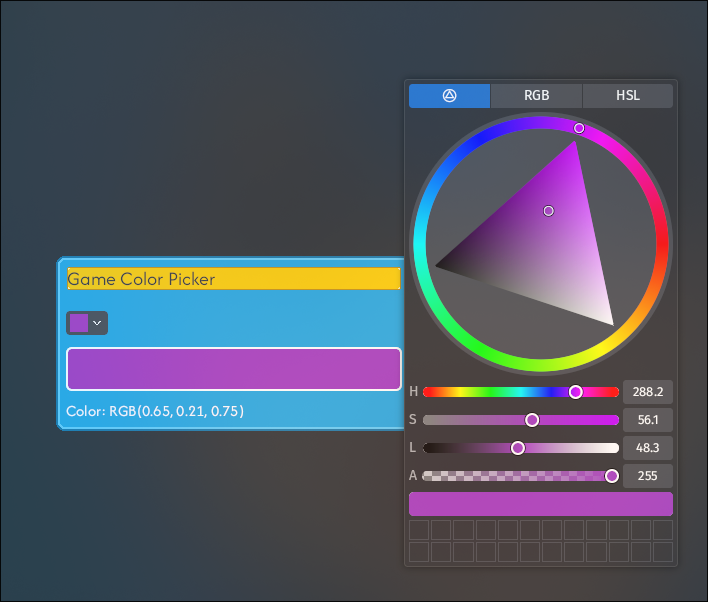 RGB
HSL
Game Color Picker
Color: RGB(0.65, 0.21, 0.75)
H 288.2
S 56.1
L 48.3
A 255